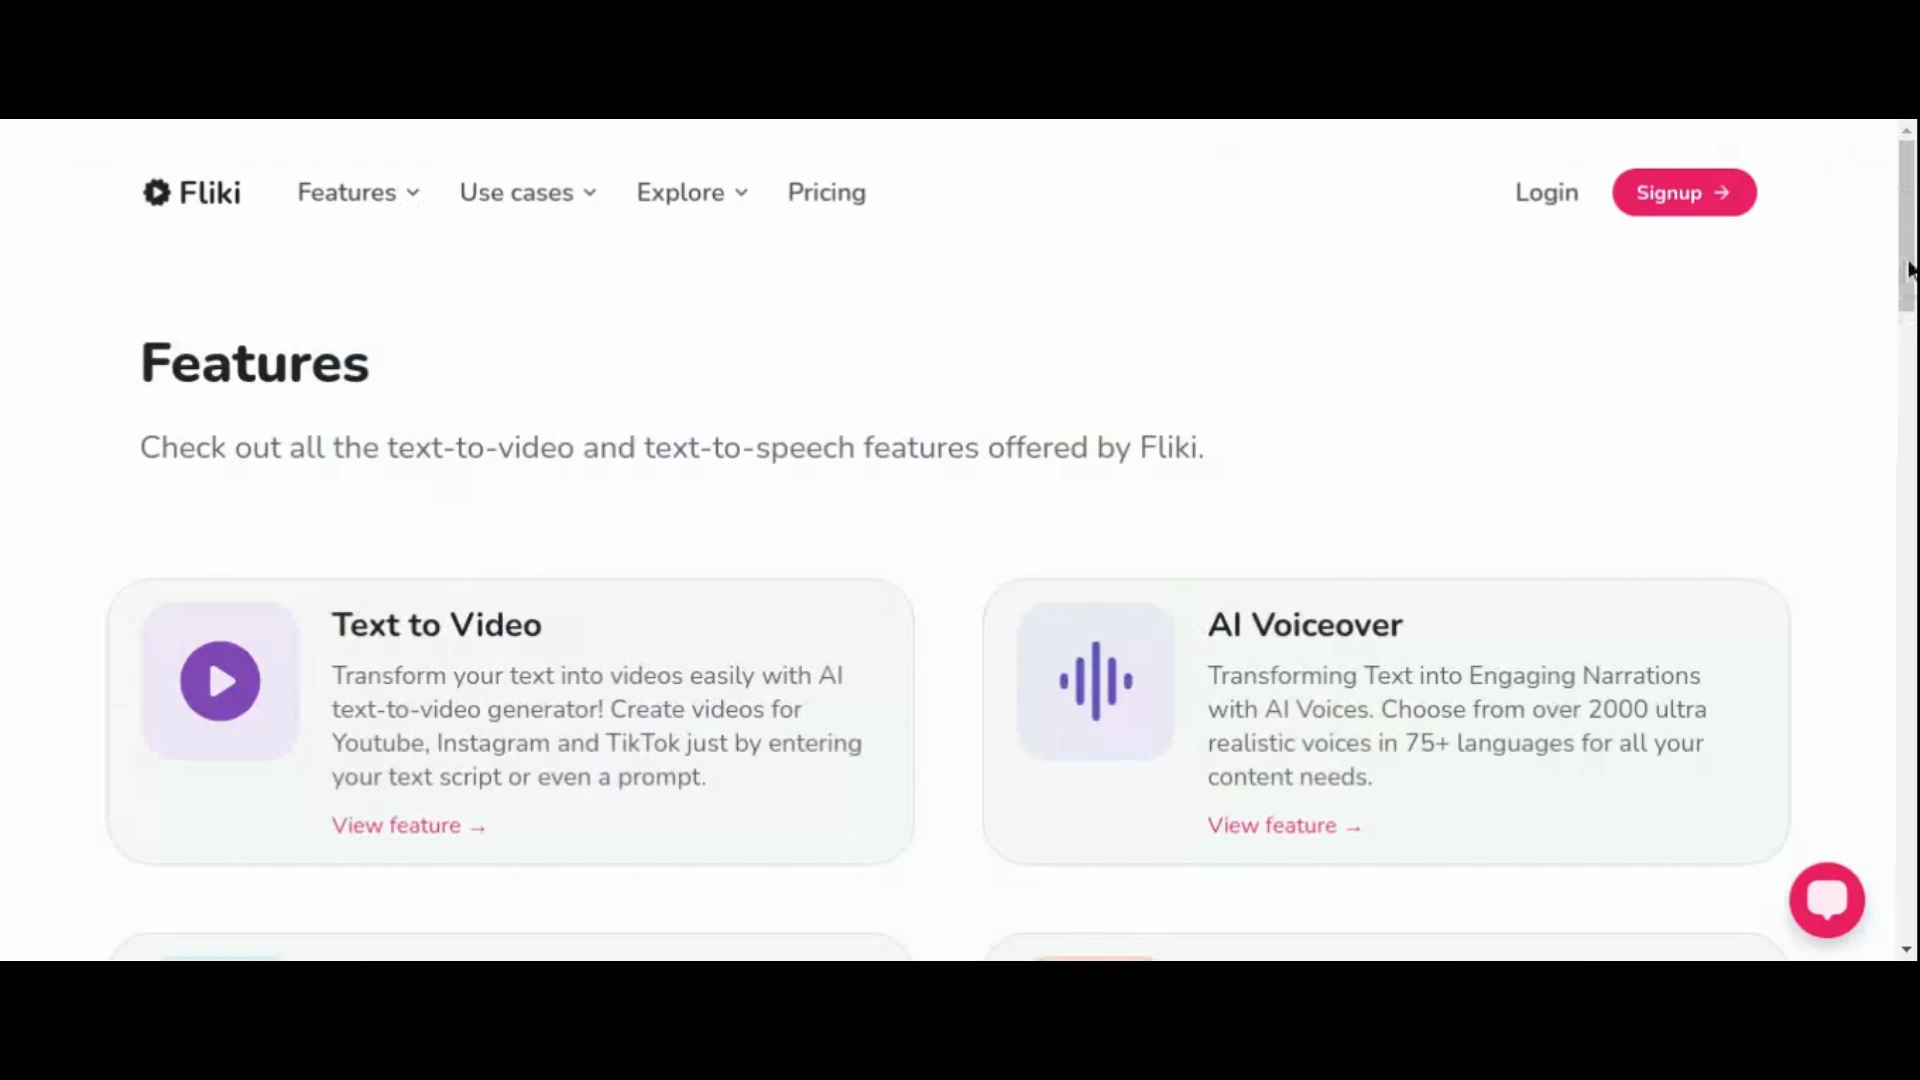 Fliki Features Use cases Explore Pricing Login Signup →
Features
Check out all the text-to-video and text-to-speech features offered by Fliki.
Text to Video
Transform your text into videos easily with AI
text-to-video generator! Create videos for
Youtube, Instagram and TikTok just by entering
your text script or even a prompt.
View feature →
AI Voiceover
Transforming Text into Engaging Narrations
with AI Voices. Choose from over 2000 ultra
realistic voices in 75+ languages for all your
content needs.
View feature →